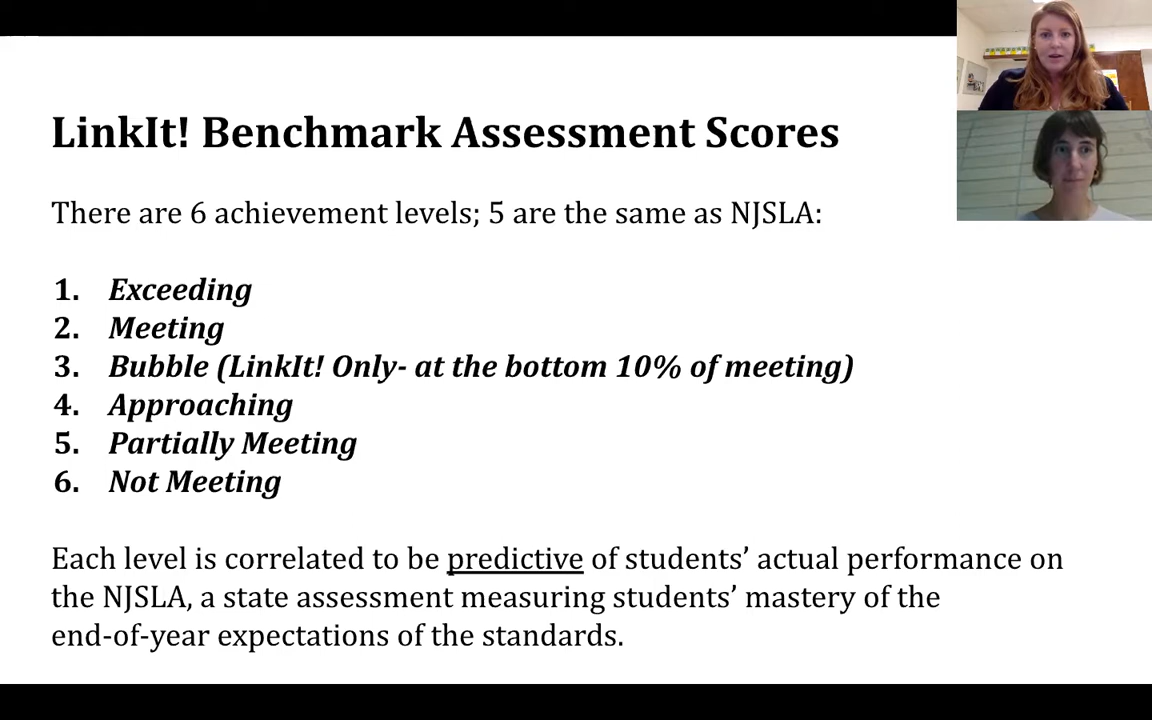 LinkIt! Benchmark Assessment Scores
There are 6 achievement levels; 5 are the same as NJSLA:
1. Exceeding
2. Meeting
3. Bubble (LinkIt! Only- at the bottom 10% of meeting)
4. Approaching
5. Partially Meeting
6. Not Meeting
Each level is correlated to be predictive of students’ actual performance on
the NJSLA, a state assessment measuring students’ mastery of the
end-of-year expectations of the standards.